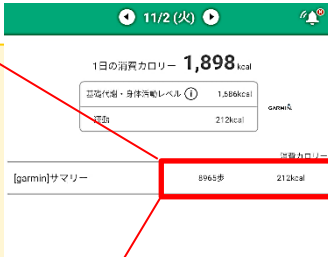 11/2 (火)
1日の消費カロリー 1,898 kcal
基礎代謝・身体活動レベル i 1,686kcal
運動 212kcal
GARMIN
消費カロリー
[garmin]サマリー 8965歩 212kcal